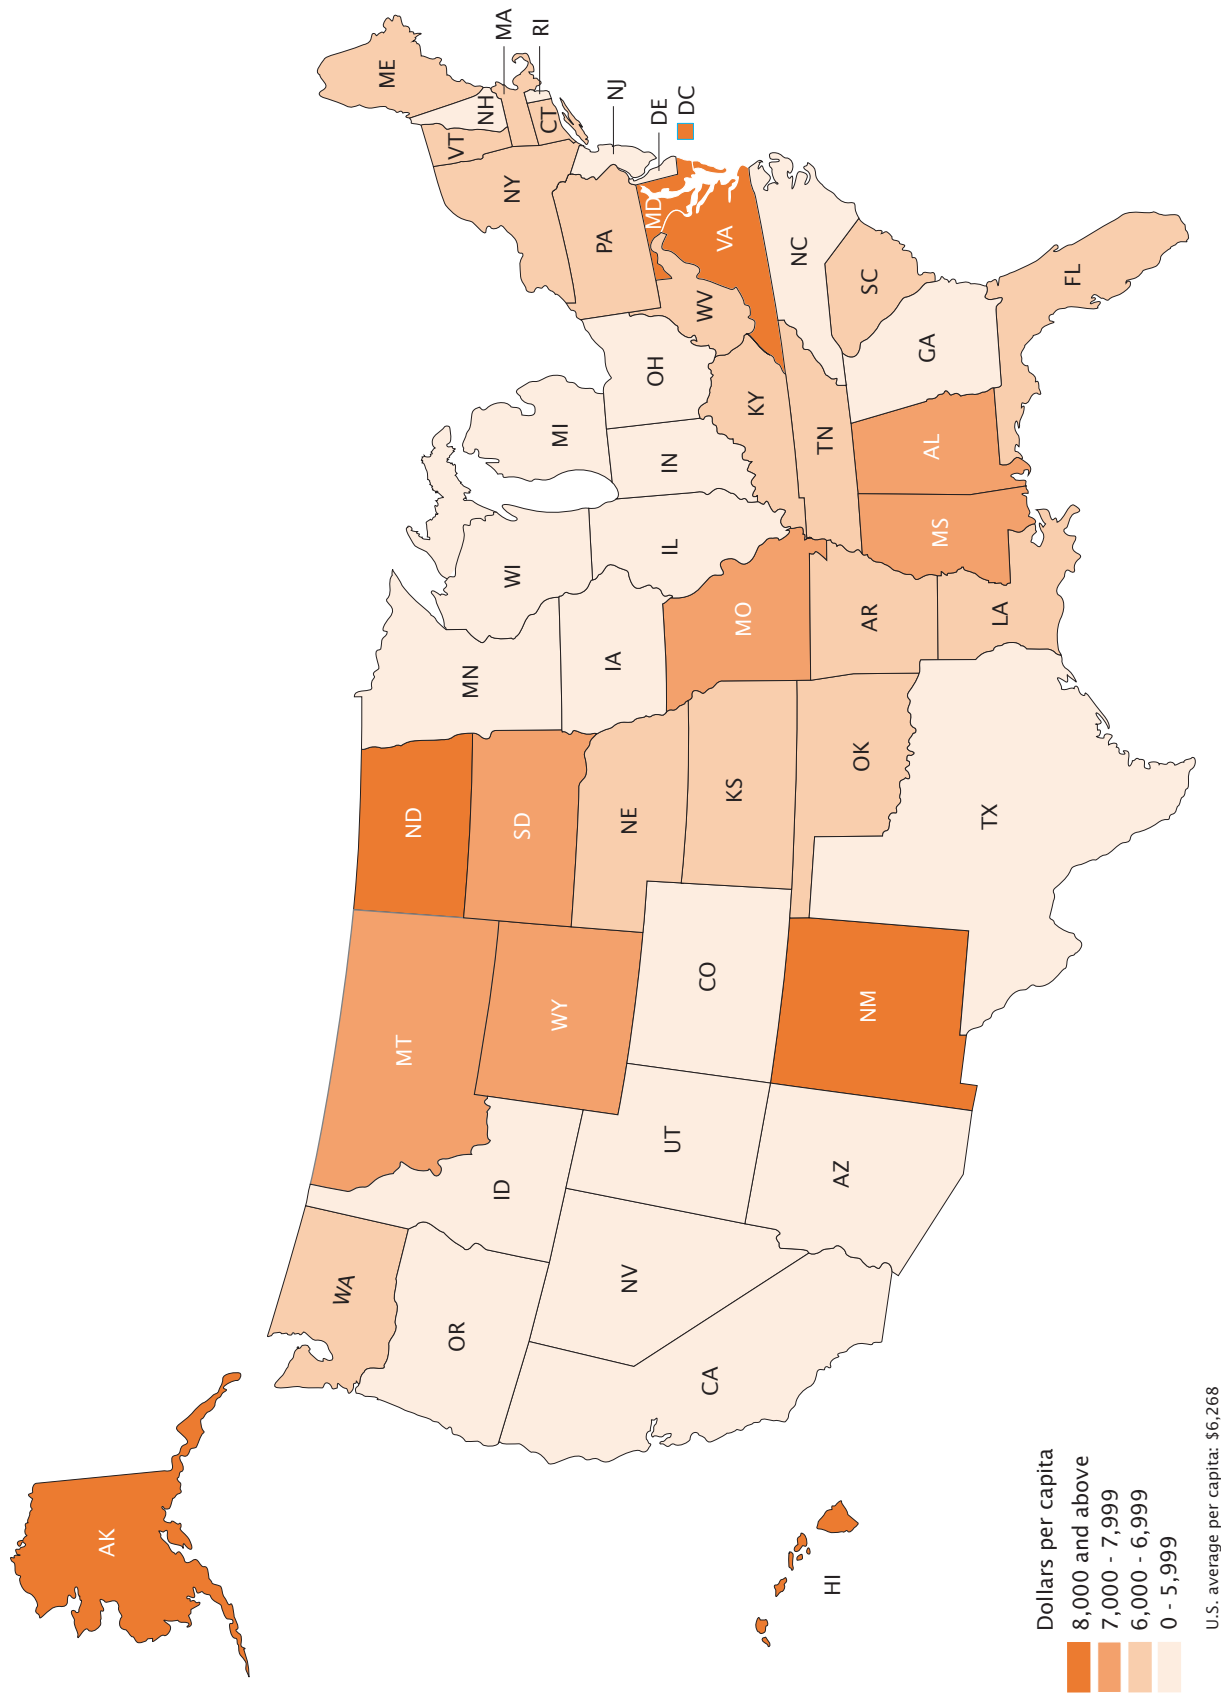 AK
WA
MT
ND
MN
ME
OR
ID
WY
SD
WI
MI
NY
VT
NH
MA
RI
CT
NJ
DE
DC
CA
NV
UT
CO
NE
IA
IL
IN
OH
PA
MD
WV
VA
KS
MO
KY
NC
AZ
NM
OK
AR
TN
SC
TX
LA
MS
AL
GA
FL
HI
Dollars per capita
8,000 and above
7,000 - 7,999
6,000 - 6,999
0 - 5,999
U.S. average per capita: $6,268